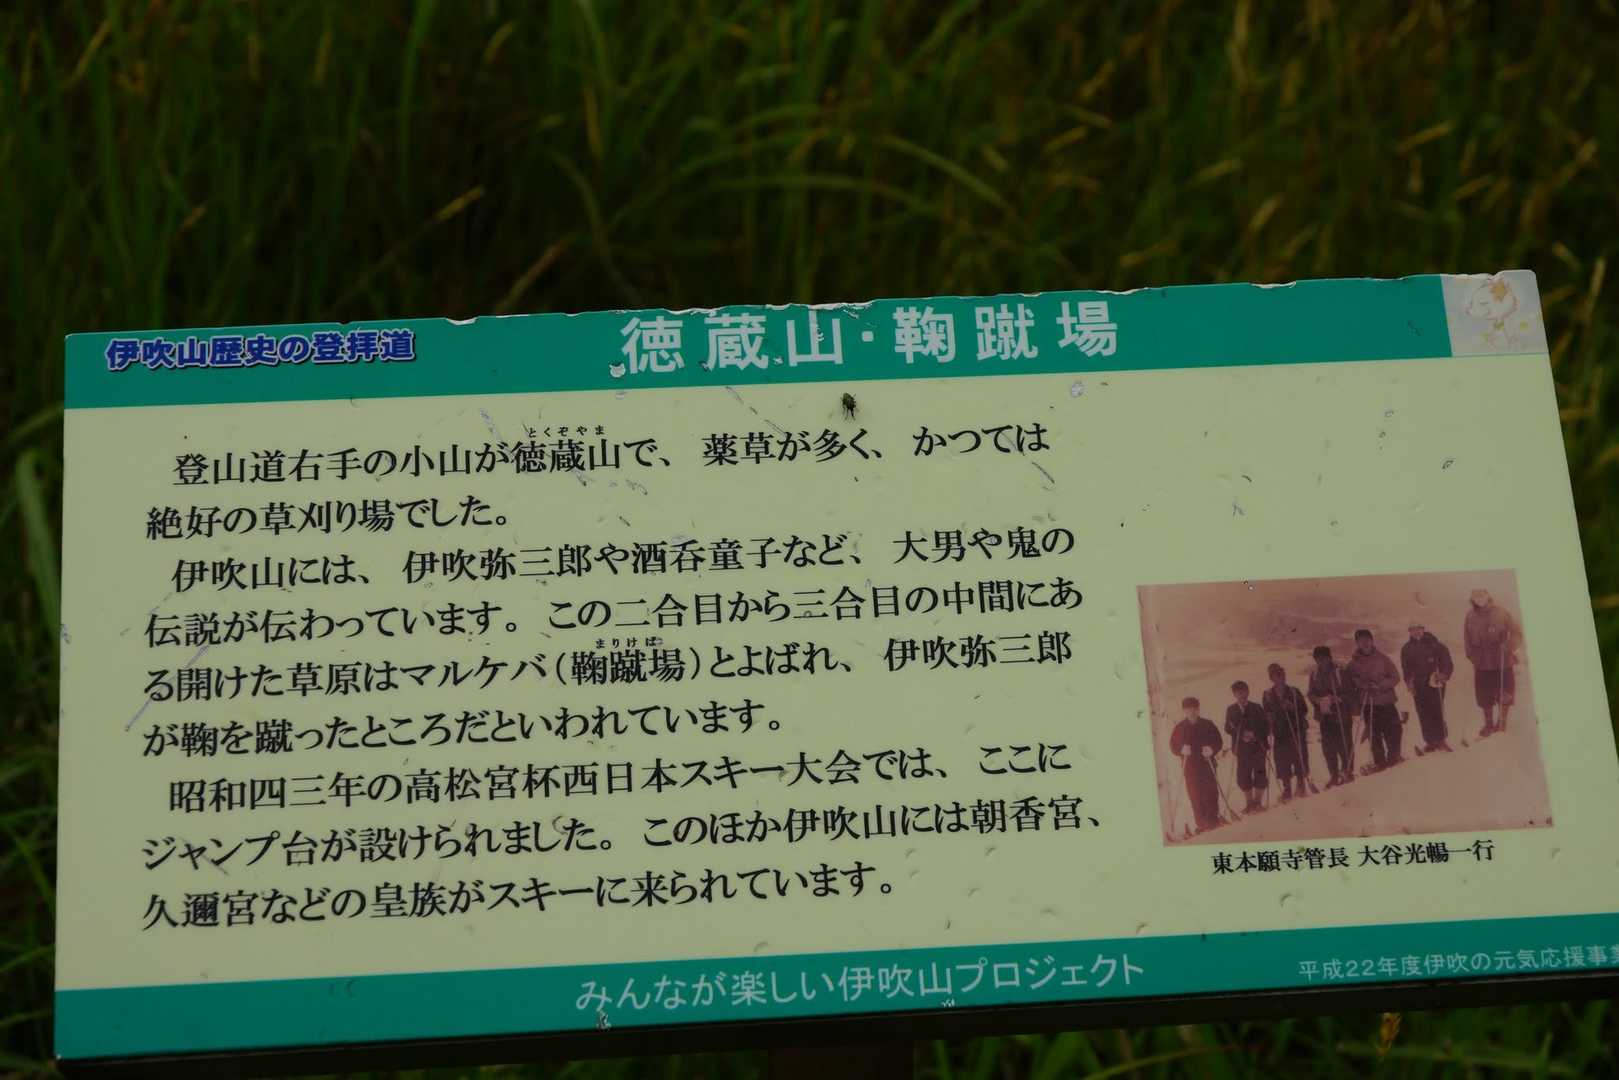 伊吹山歴史の登拝道
徳蔵山・鞠蹴場
とくぞやま
登山道右手の小山が徳蔵山で、薬草が多く、かつては
絶好の草刈り場でした。
伊吹山には、伊吹弥三郎や酒呑童子など、大男や鬼の
伝説が伝わっています。この二合目から三合目の中間にあ
まりけば
る開けた草原はマルケバ（鞠蹴場）とよばれ、伊吹弥三郎
が鞠を蹴ったところだといわれています。
昭和四三年の高松宮杯西日本スキー大会では、ここに
ジャンプ台が設けられました。このほか伊吹山には朝香宮、
久邇宮などの皇族がスキーに来られています。
東本願寺管長 大谷光暢一行
みんなが楽しい伊吹山プロジェクト
平成22年度伊吹の元気応援事業